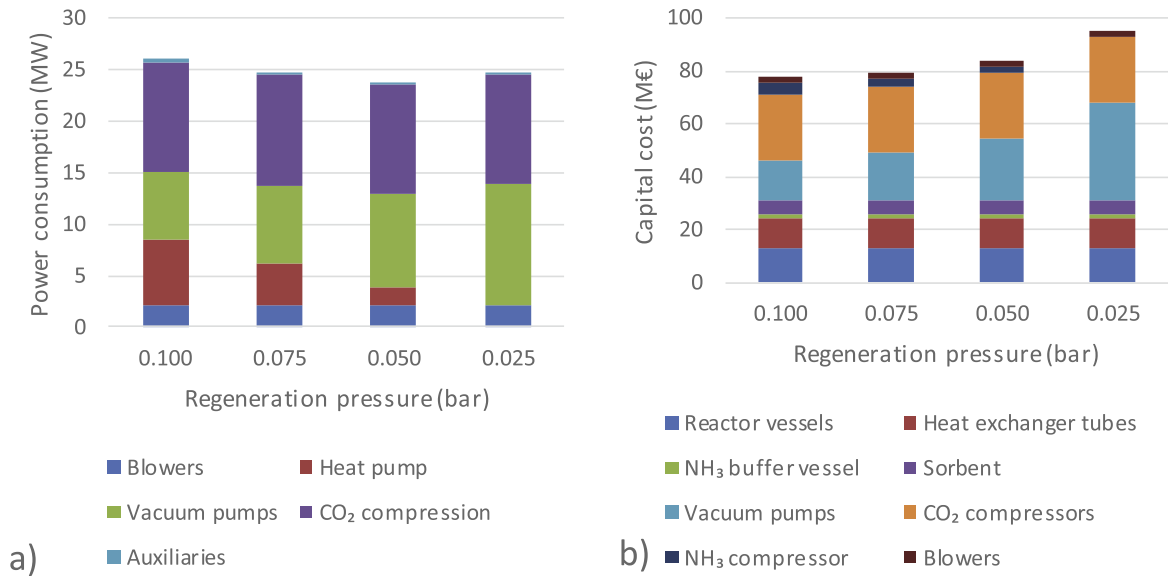 Power consumption (MW)
30
25
20
15
10
5
0
0.100 0.075 0.050 0.025
Regeneration pressure (bar)
Blowers Heat pump
Vacuum pumps CO₂ compression
Auxiliaries
a)
Capital cost (M€)
100
80
60
40
20
0
0.100 0.075 0.050 0.025
Regeneration pressure (bar)
Reactor vessels Heat exchanger tubes
NH₃ buffer vessel Sorbent
Vacuum pumps CO₂ compressors
NH₃ compressor Blowers
b)